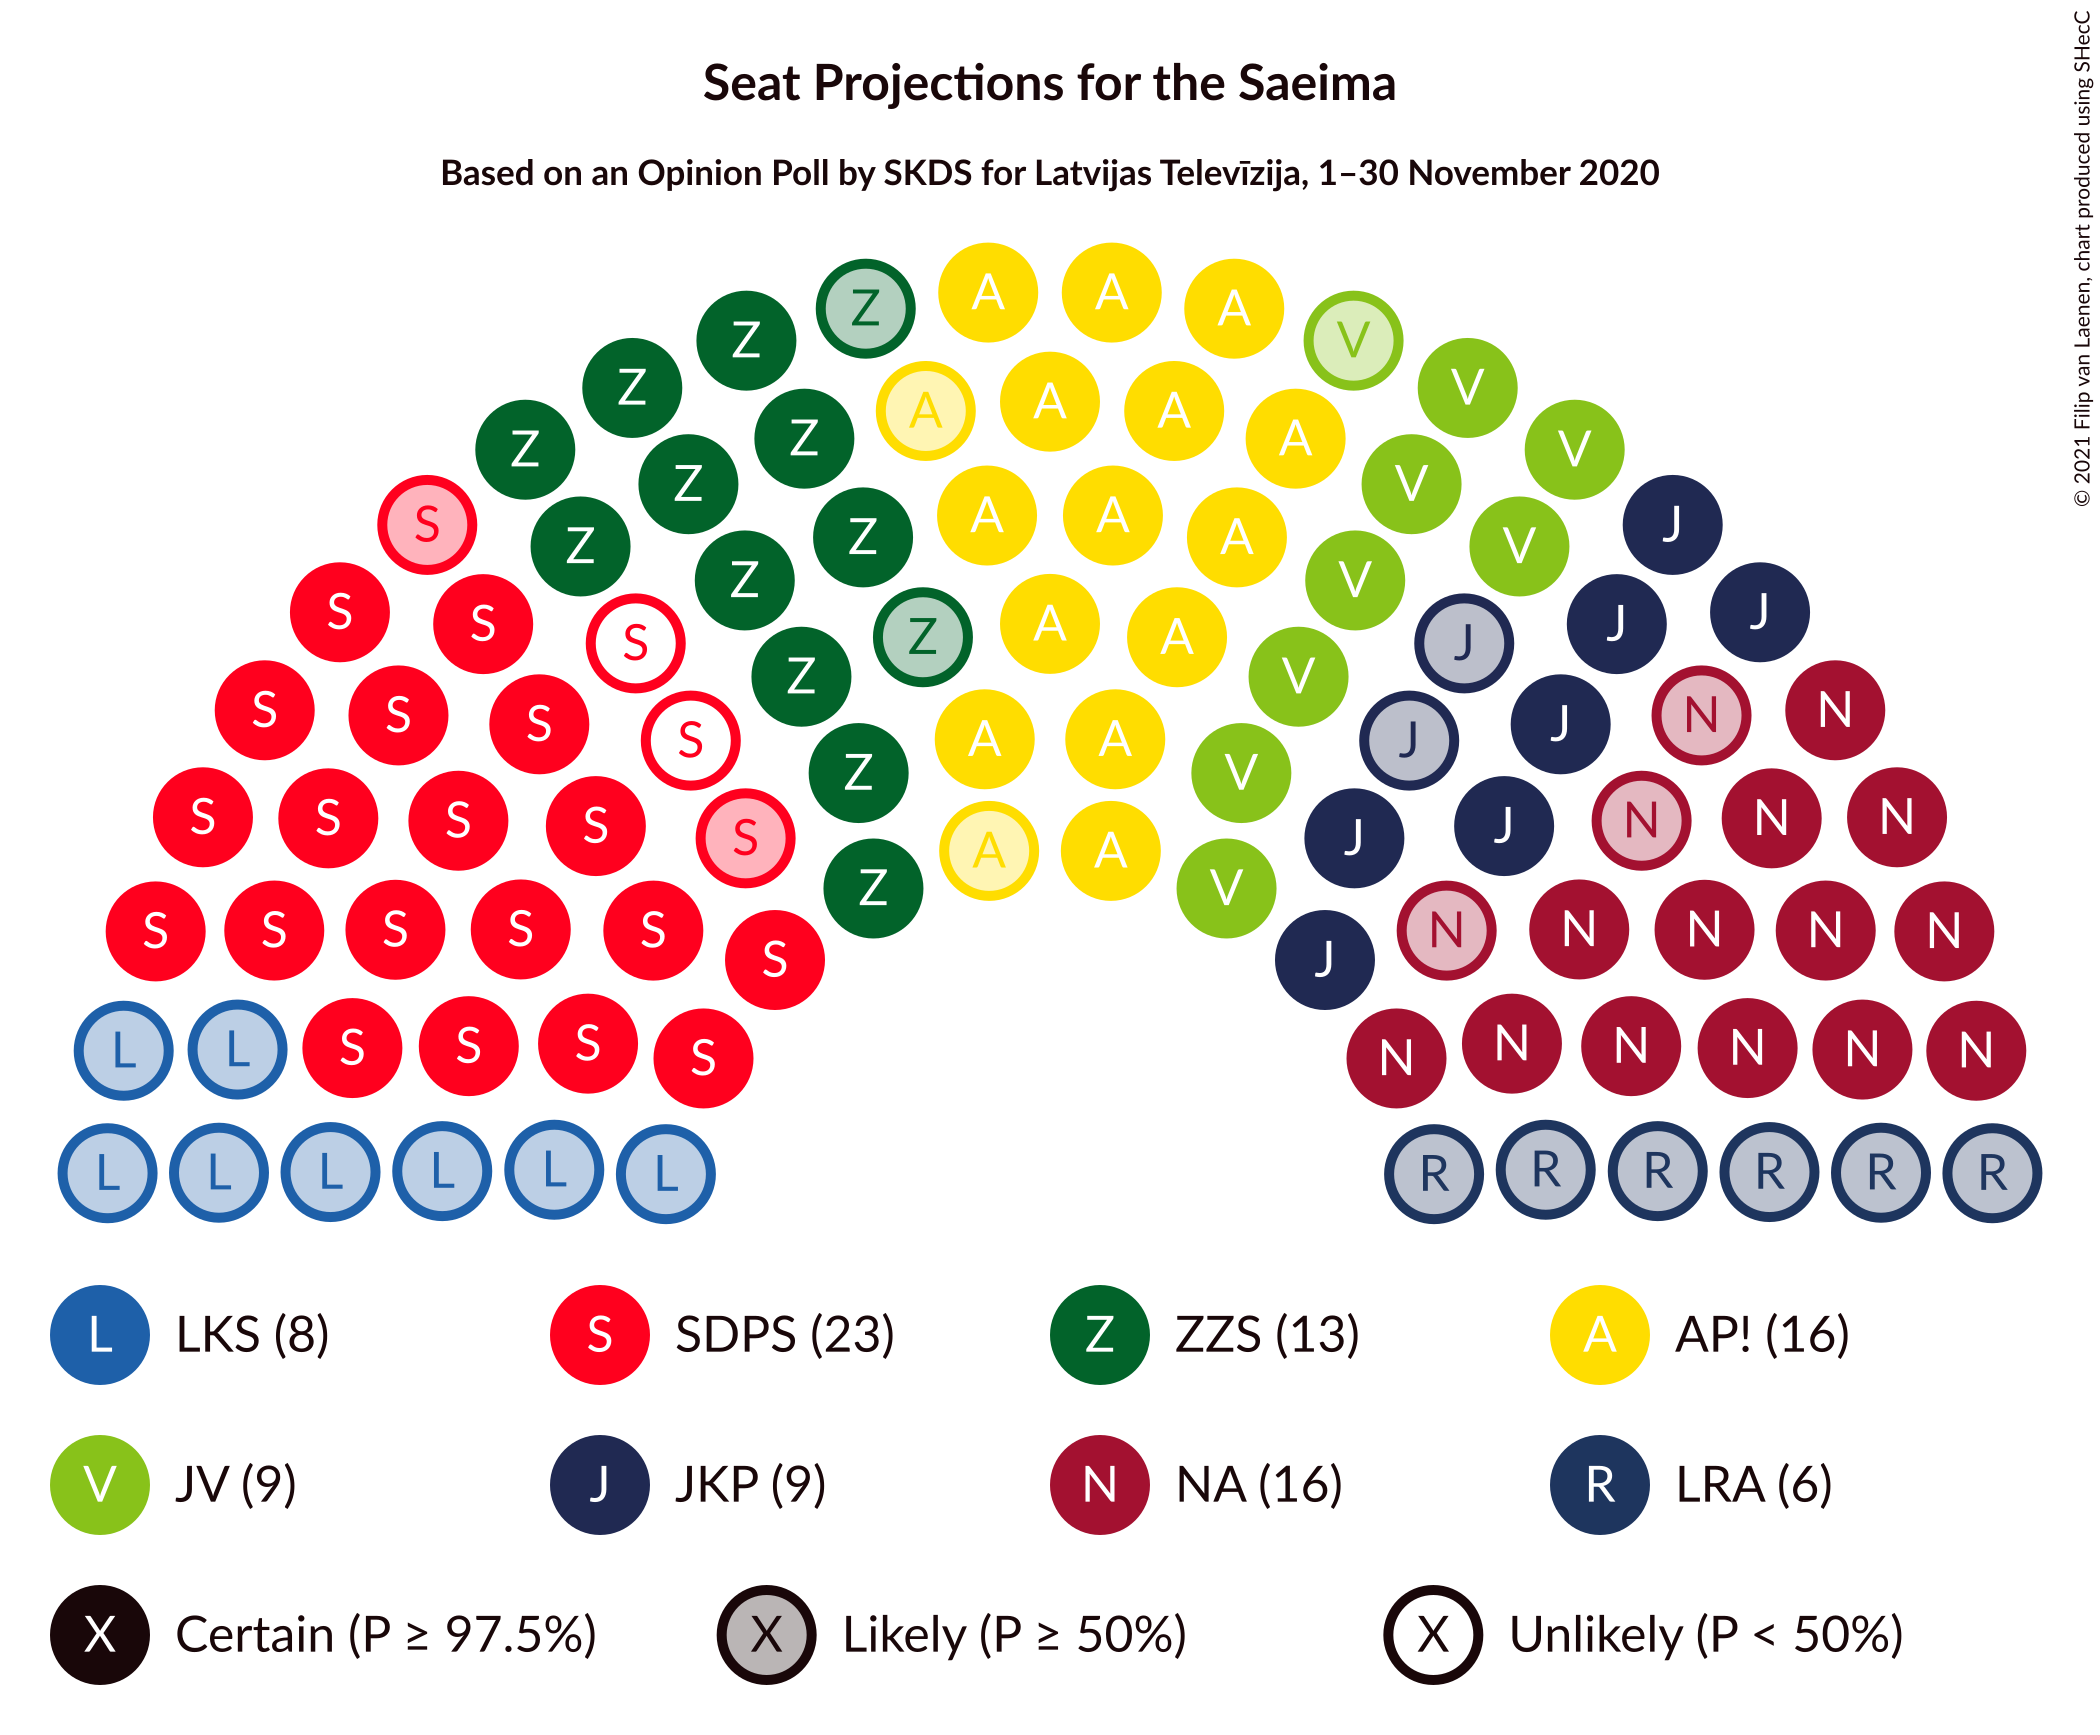 Seat Projections for the Saeima
Based on an Opinion Poll by SKDS for Latvijas Televīzija, 1–30 November 2020
© 2021 Filip van Laenen, chart produced using SHecC
A A
Z A
Z V
Z V
A A A
Z A
Z V
Z V
S J
A A
Z A
Z V
S J
S J
Z V
Z A A V
S J
S J
S J
Z V
S N
S N
S J
S J
Z A A V
S N
S N
S N
S J
S J
Z A A V
S S S S S J N N N N N
S J
L L S S S S N N N N N N
L L L L L L R R R R R R
L LKS (8) S SDPS (23) Z ZZS (13) A AP! (16)
V JV (9) J JKP (9) N NA (16) R LRA (6)
X Certain (P ≥ 97.5%) X Likely (P ≥ 50%) X Unlikely (P < 50%)